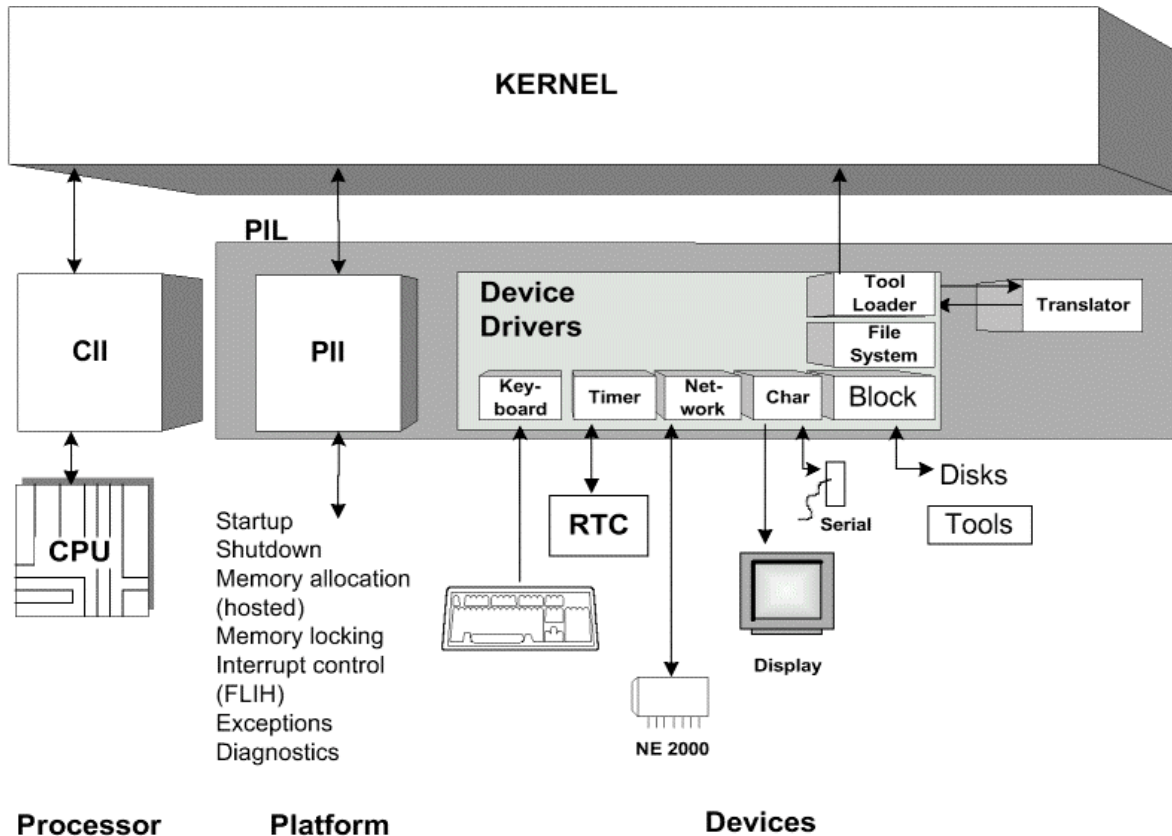 KERNEL
PIL
CII
PII
Device
Drivers
Tool
Loader
Translator
File
System
Key-
board
Timer
Net-
work
Char
Block
CPU
Startup
Shutdown
Memory allocation
(hosted)
Memory locking
Interrupt control
(FLIH)
Exceptions
Diagnostics
RTC
Serial
Disks
Tools
Display
NE 2000
Processor
Platform
Devices